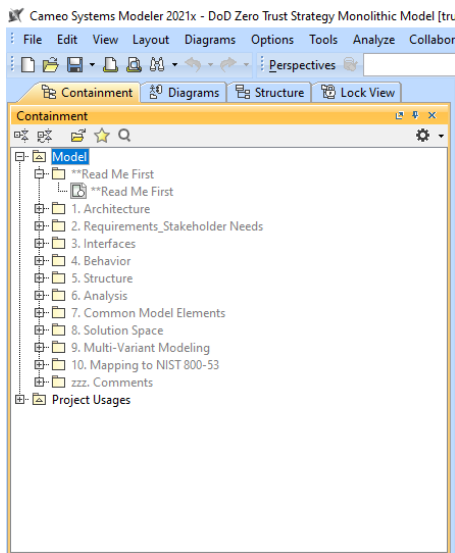 Cameo Systems Modeler 2021x - DoD Zero Trust Strategy Monolithic Model [tru
File Edit View Layout Diagrams Options Tools Analyze Collabor
Perspectives
Containment Diagrams Structure Lock View
Containment
Model
**Read Me First
**Read Me First
1. Architecture
2. Requirements_Stakeholder Needs
3. Interfaces
4. Behavior
5. Structure
6. Analysis
7. Common Model Elements
8. Solution Space
9. Multi-Variant Modeling
10. Mapping to NIST 800-53
zzz. Comments
Project Usages